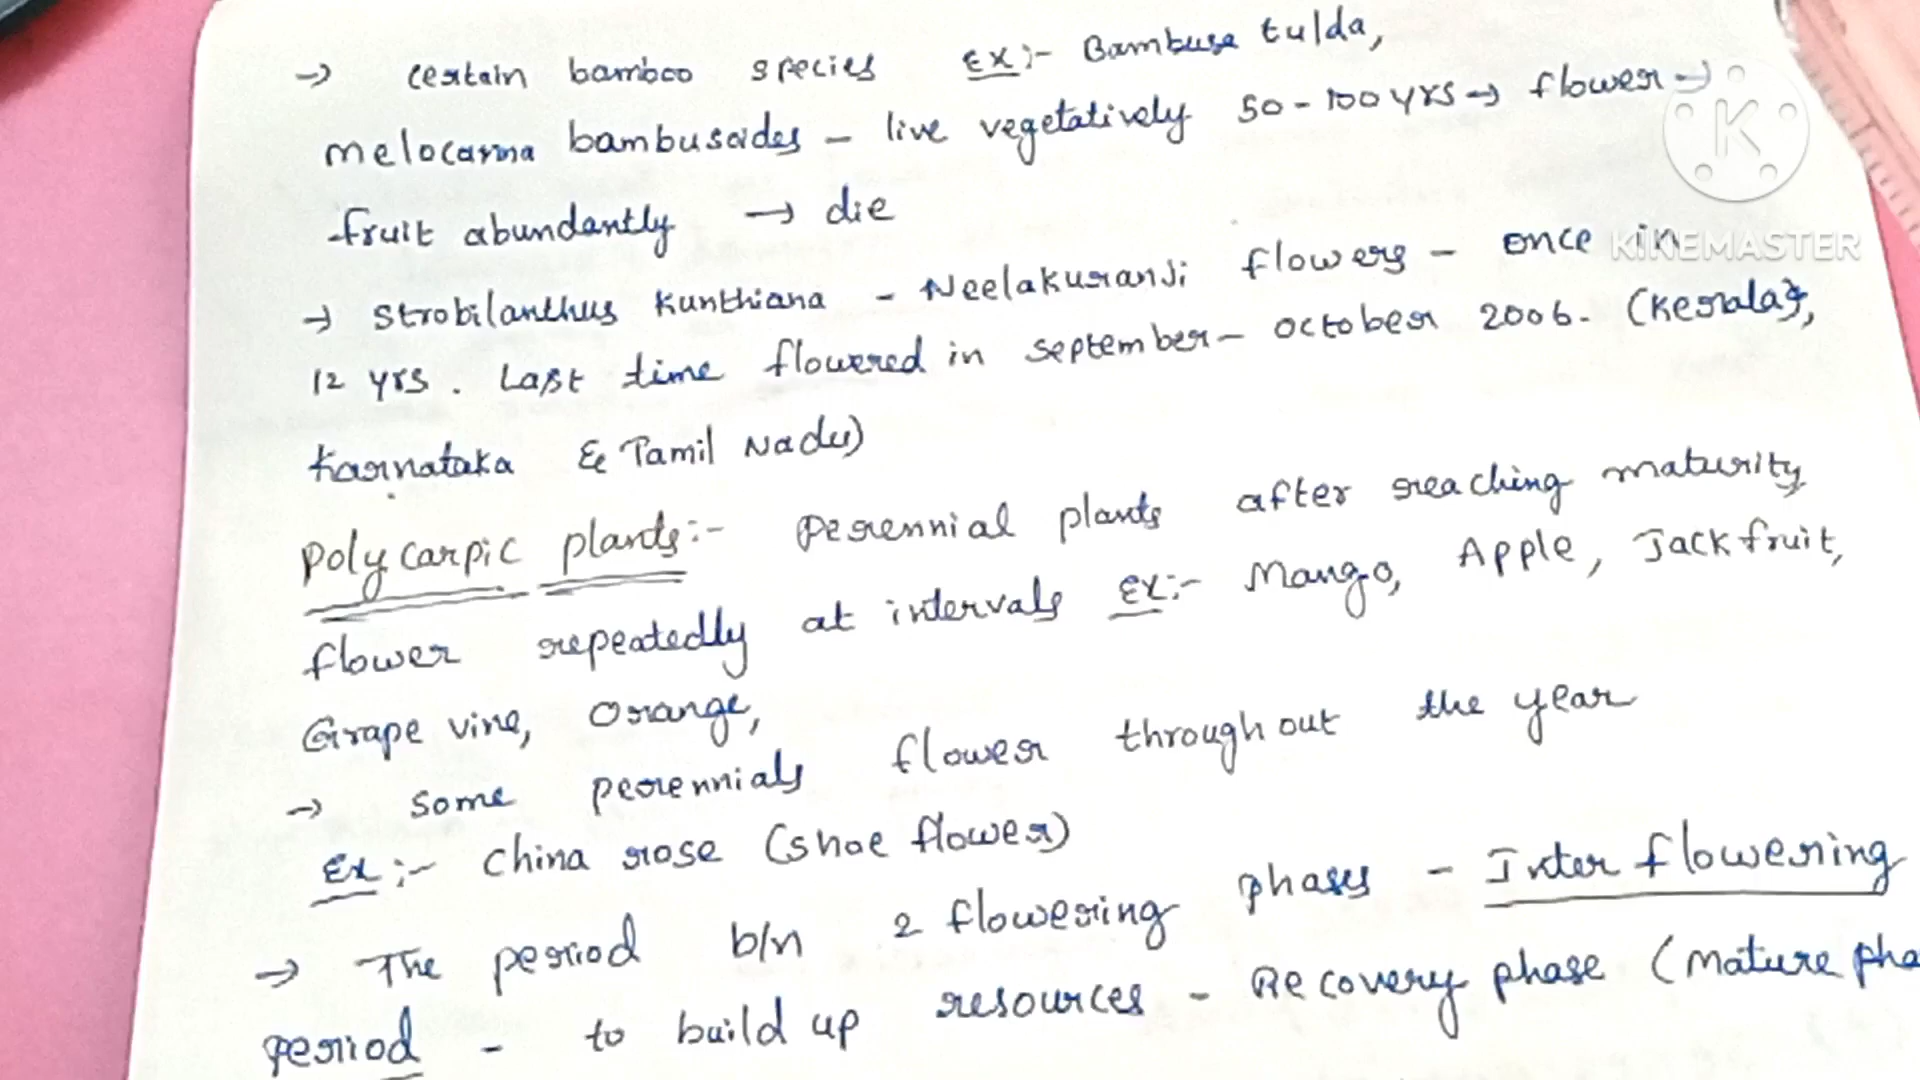 → certain bamboo species Ex:- Bambusa tulda,
melocanna bambusoides - live vegetatively 50-100 yrs → flower →
fruit abundantly → die
→ Strobilanthus kunthiana - Neelakuranji flowers - once in
12 yrs. Last time flowered in september - october 2006. (Kerala,
Karnataka & Tamil Nadu)
Polycarpic plants:- Perennial plants after reaching maturity
flower repeatedly at intervals Ex:- Mango, Apple, Jackfruit,
Grape vine, Orange,
→ some perennials flower throughout the year
Ex:- China rose (shoe flower)
→ The period b/n 2 flowering phases - Inter flowering
period - to build up resources - Recovery phase (Mature pha
K
KINEMASTER